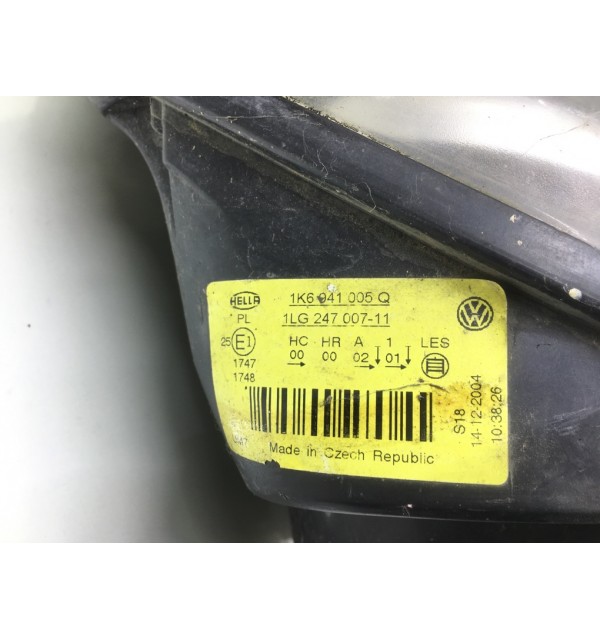 HELLA 1K6 941 005 Q
PL 1LG 247 007-11
25 E1 HC HR A 1 LES
00 00 02 01
1747
1748
Made in Czech Republic
S18
14-12-2004
10:38:26